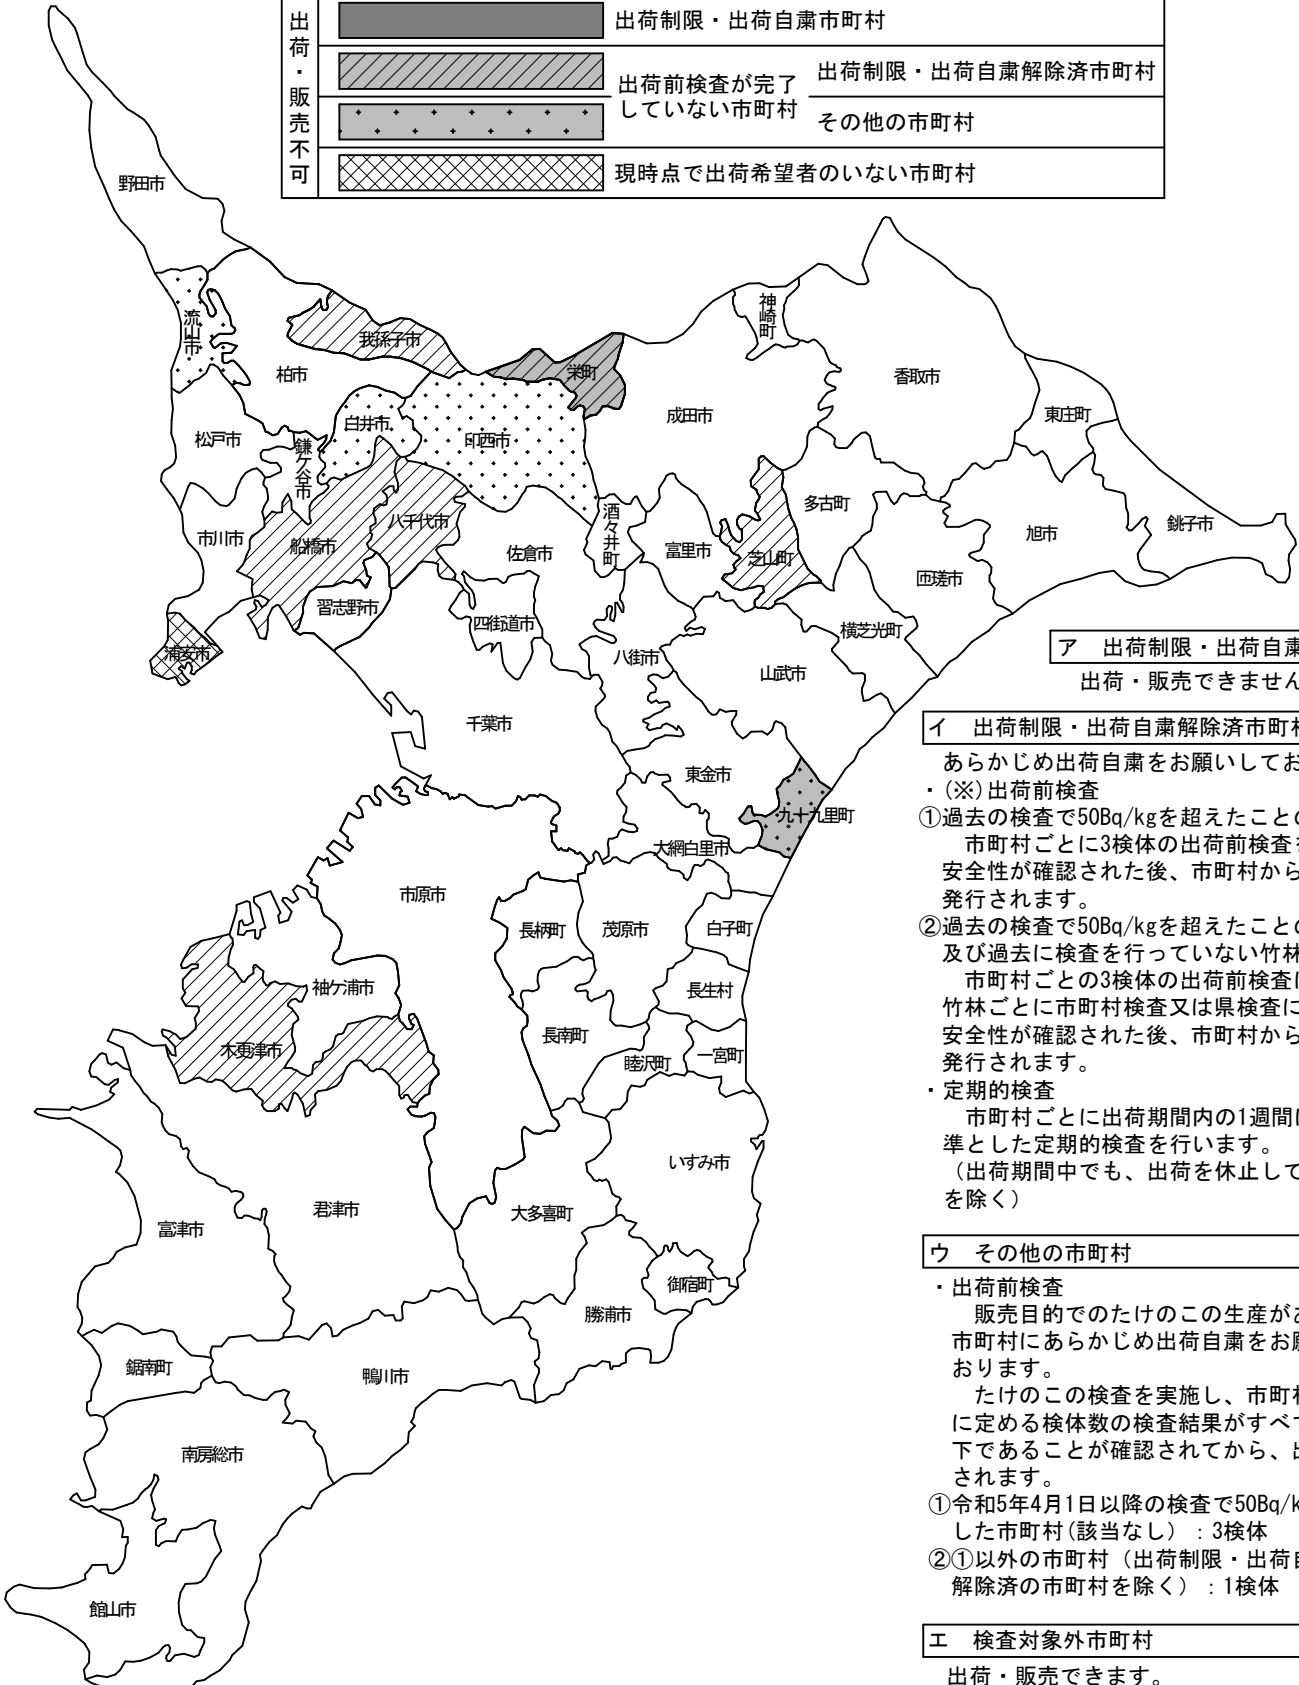 出荷・販売不可
出荷制限・出荷自粛市町村
出荷前検査が完了
していない市町村
出荷制限・出荷自粛解除済市町村
その他の市町村
現時点で出荷希望者のいない市町村
野田市
流山市
我孫子市
柏市
栄町
神崎町
香取市
成田市
東庄町
白井市
印西市
松戸市
鎌ケ谷市
多古町
酒々井町
市川市
船橋市
八千代市
佐倉市
富里市
芝山町
旭市
銚子市
匝瑳市
習志野市
四街道市
横芝光町
浦安市
八街市
山武市
千葉市
東金市
九十九里町
大網白里市
市原市
長柄町
茂原市
白子町
袖ケ浦市
長生村
木更津市
長南町
睦沢町
一宮町
いすみ市
君津市
大多喜町
富津市
御宿町
勝浦市
鋸南町
鴨川市
南房総市
館山市
ア　出荷制限・出荷自粛
出荷・販売できません
イ　出荷制限・出荷自粛解除済市町村
あらかじめ出荷自粛をお願いしてお
・(※)出荷前検査
①過去の検査で50Bq/kgを超えたことの
市町村ごとに3検体の出荷前検査を
安全性が確認された後、市町村から
発行されます。
②過去の検査で50Bq/kgを超えたことの
及び過去に検査を行っていない竹林
市町村ごとの3検体の出荷前検査に
竹林ごとに市町村検査又は県検査に
安全性が確認された後、市町村から
発行されます。
・定期的検査
市町村ごとに出荷期間内の1週間に
準とした定期的検査を行います。
（出荷期間中でも、出荷を休止して
を除く）
ウ　その他の市町村
・出荷前検査
販売目的でのたけのこの生産があ
市町村にあらかじめ出荷自粛をお願
おります。
たけのこの検査を実施し、市町村
に定める検体数の検査結果がすべて
下であることが確認されてから、出
されます。
①令和5年4月1日以降の検査で50Bq/k
した市町村(該当なし）：3検体
②①以外の市町村（出荷制限・出荷自
解除済の市町村を除く）：1検体
エ　検査対象外市町村
出荷・販売できます。